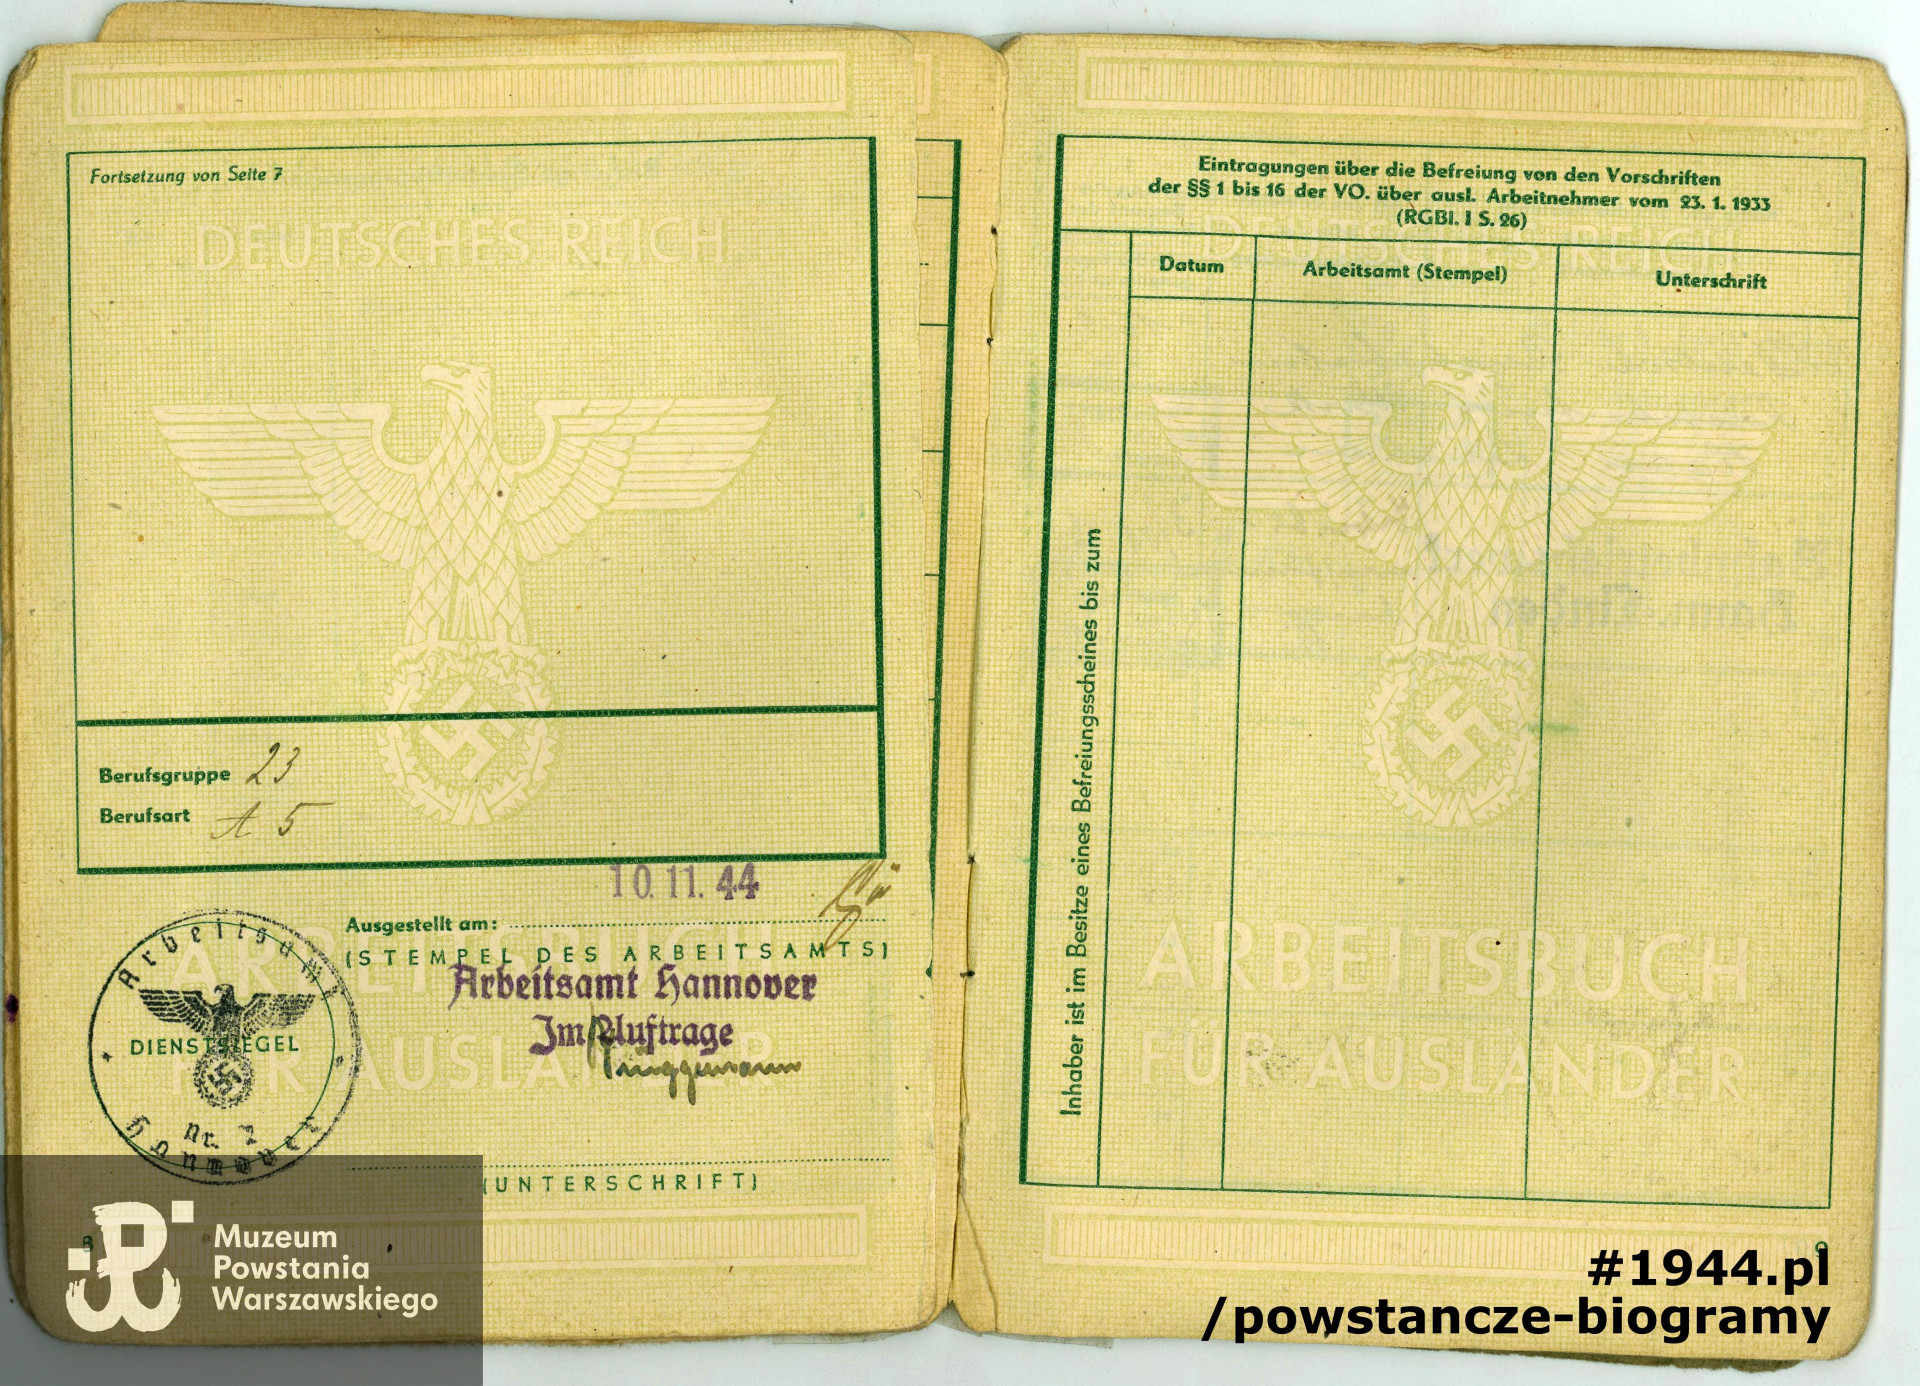 Fortsetzung von Seite 7
DEUTSCHES REICH
Berufsgruppe 23
Berufsart A 5
10.11.44
Ausgestellt am:
(STEMPEL DES ARBEITSAMTS)
Arbeitsamt Hannover
Im Auftrage
Arbeitsamt
DIENSTSIEGEL
Nr. 2
Hannover
ARBEITSBUCH
FÜR AUSLÄNDER
(UNTERSCHRIFT)
8
Muzeum
Powstania
Warszawskiego
Eintragungen über die Befreiung von den Vorschriften
der §§ 1 bis 16 der VO. über ausl. Arbeitnehmer vom 23. 1. 1933
(RGBl. I S. 26)
DEUTSCHES REICH
Datum Arbeitsamt (Stempel) Unterschrift
Inhaber ist im Besitze eines Befreiungsscheines bis zum
ARBEITSBUCH
FÜR AUSLÄNDER
9
#1944.pl
/powstancze-biogramy